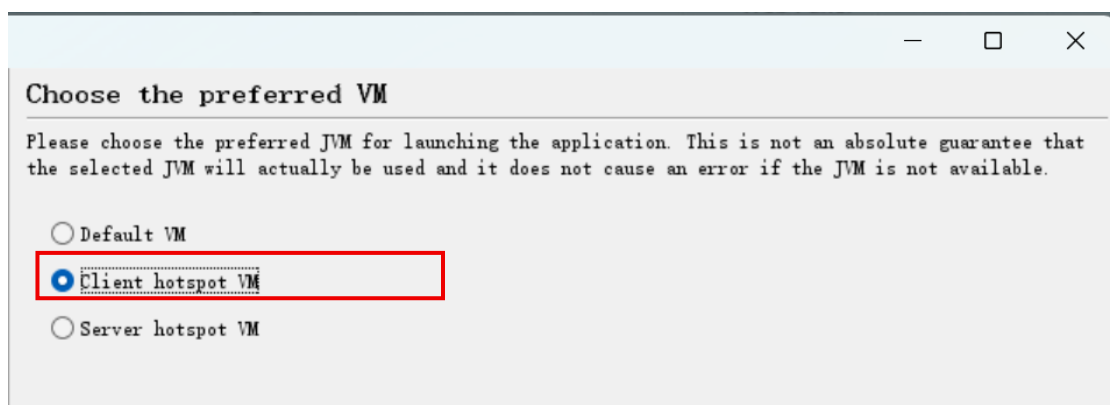 Choose the preferred VM
Please choose the preferred JVM for launching the application. This is not an absolute guarantee that
the selected JVM will actually be used and it does not cause an error if the JVM is not available.
Default VM
Client hotspot VM
Server hotspot VM